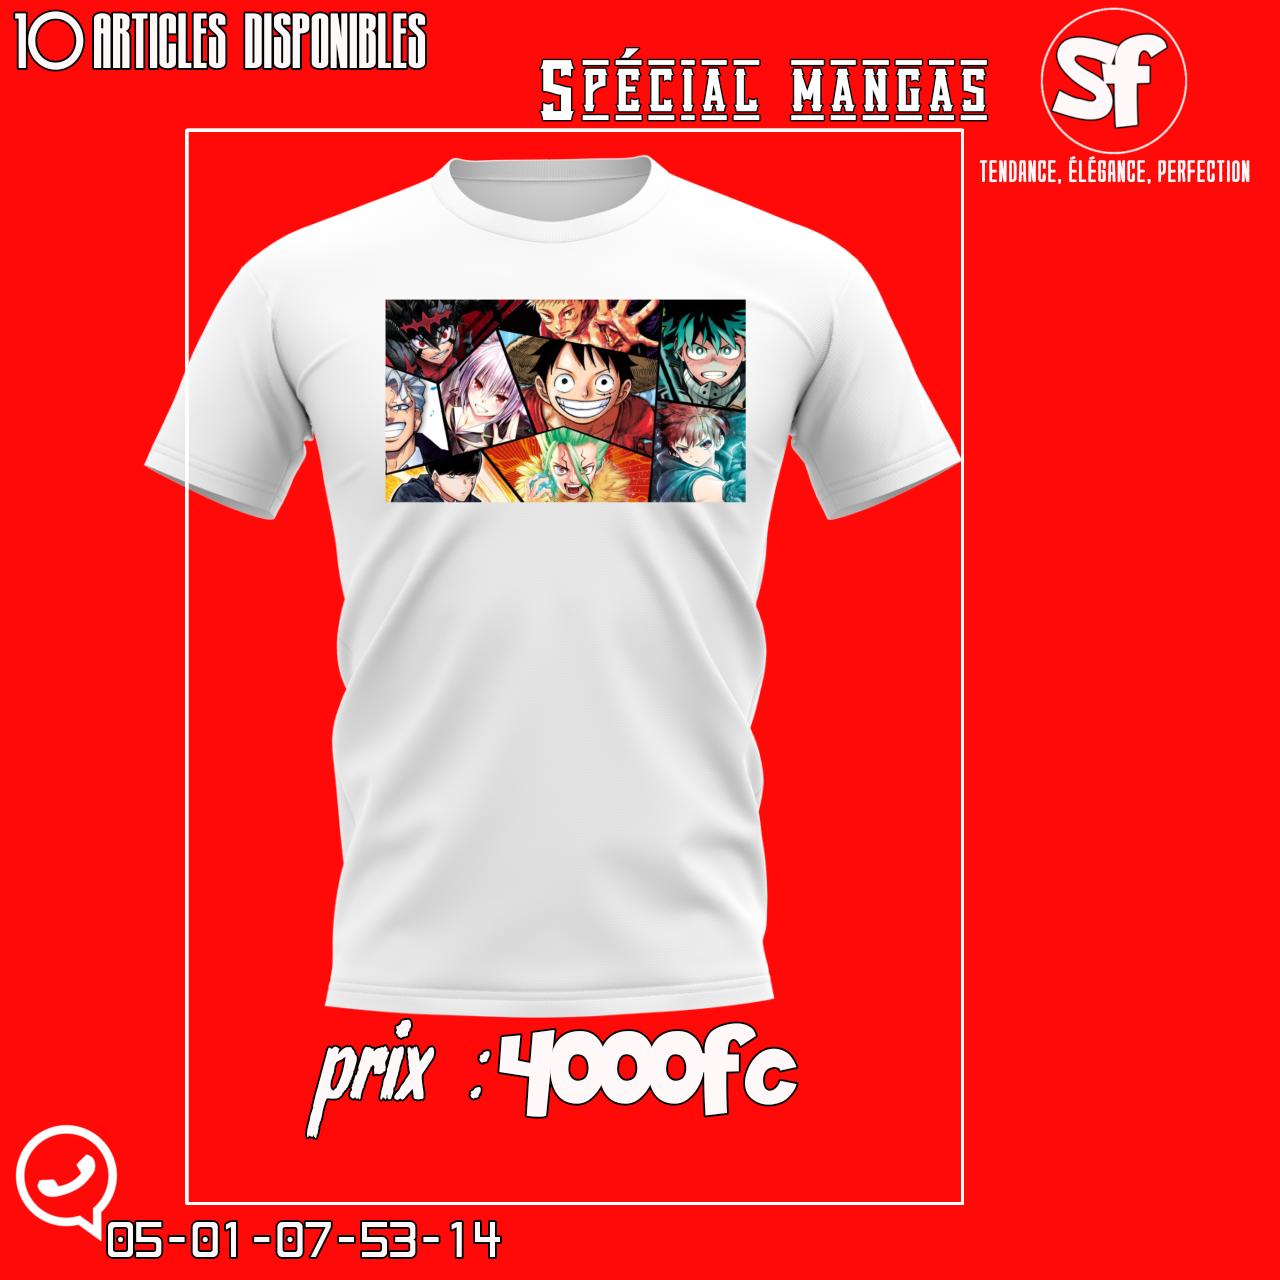 10 ARTICLES DISPONIBLES
SPÉCIAL MANGAS
Sf
TENDANCE, ÉLÉGANCE, PERFECTION
prix : 4000fc
05-01-07-53-14